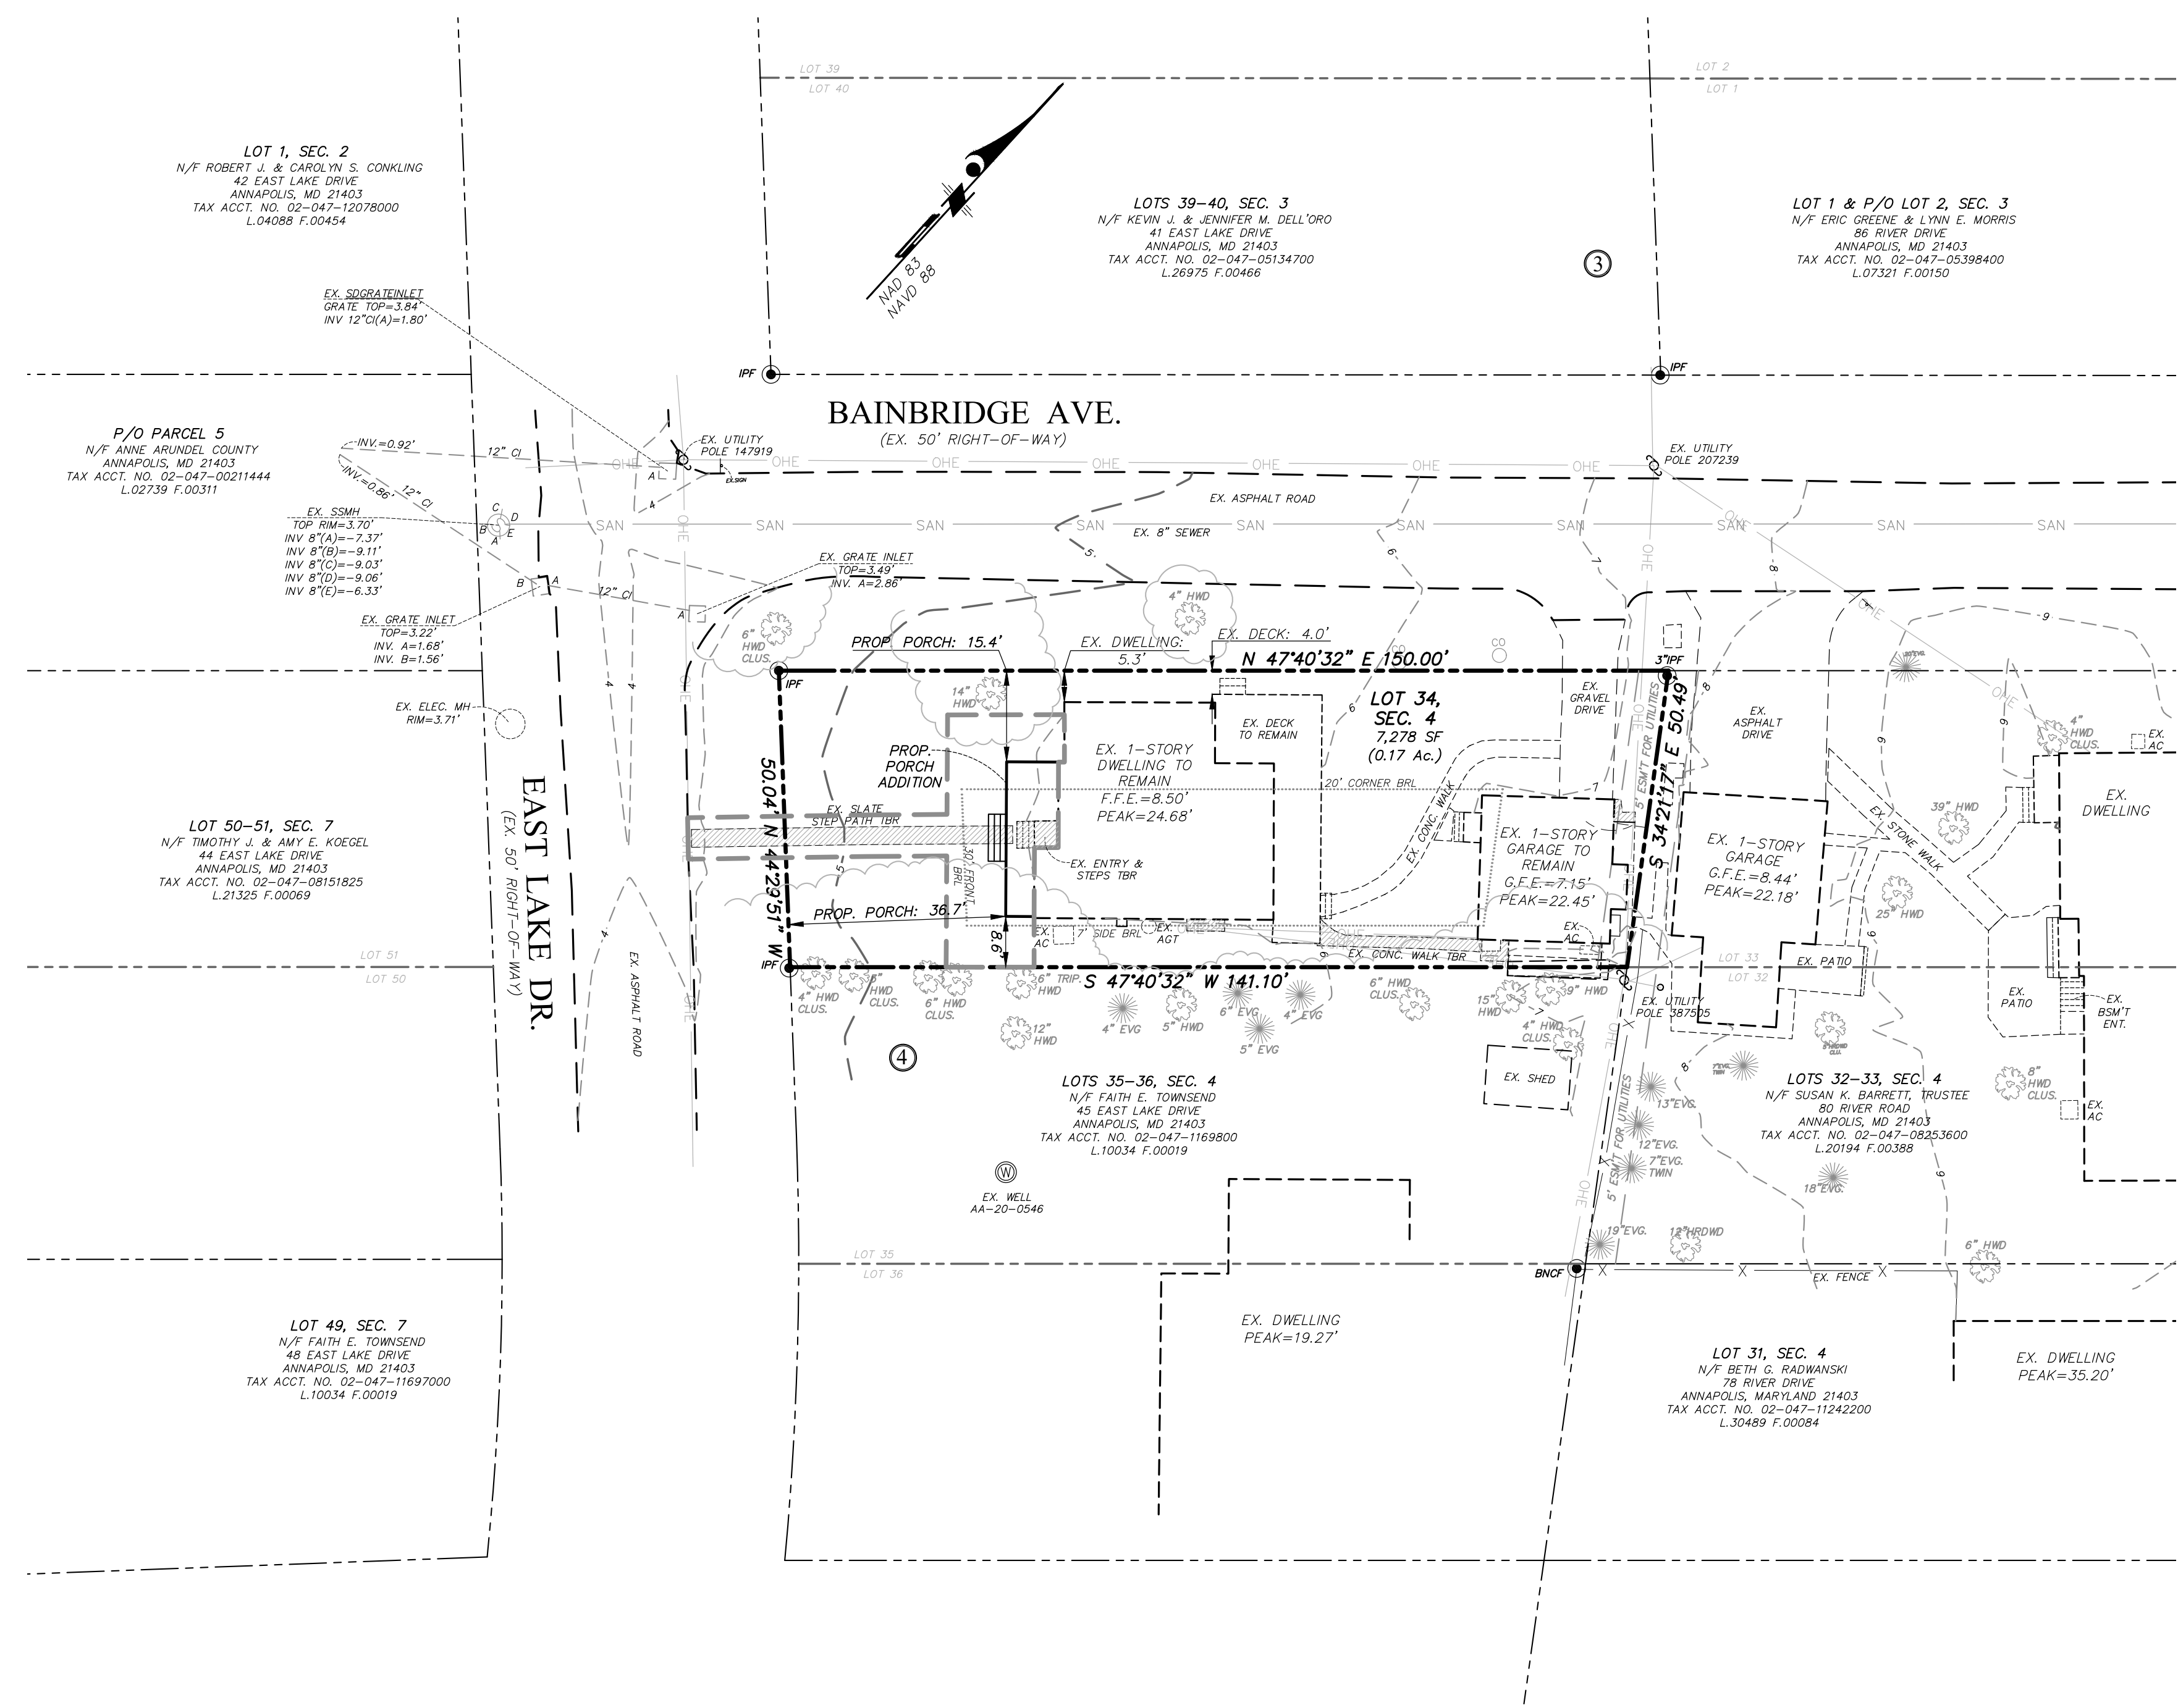 LOT 39
LOT 40
LOT 2
LOT 1
LOT 1, SEC. 2
N/F ROBERT J. & CAROLYN S. CONKLING
42 EAST LAKE DRIVE
ANNAPOLIS, MD 21403
TAX ACCT. NO. 02-047-12078000
L.04088 F.00454
NAD 83
NAVD 88
LOTS 39-40, SEC. 3
N/F KEVIN J. & JENNIFER M. DELL'ORO
41 EAST LAKE DRIVE
ANNAPOLIS, MD 21403
TAX ACCT. NO. 02-047-05134700
L.26975 F.00466
3
LOT 1 & P/O LOT 2, SEC. 3
N/F ERIC GREENE & LYNN E. MORRIS
86 RIVER DRIVE
ANNAPOLIS, MD 21403
TAX ACCT. NO. 02-047-05398400
L.07321 F.00150
EX. SDGRATEINLET
GRATE TOP=3.84'
INV 12"CI(A)=1.80'
IPF
IPF
BAINBRIDGE AVE.
(EX. 50' RIGHT-OF-WAY)
P/O PARCEL 5
N/F ANNE ARUNDEL COUNTY
ANNAPOLIS, MD 21403
TAX ACCT. NO. 02-047-00211444
L.02739 F.00311
INV.=0.92'
12" CI
INV.=0.86'
12" CI
A
EX. UTILITY
POLE 147919
EX.SIGN
EX. UTILITY
POLE 207239
OHE OHE OHE OHE OHE OHE OHE
EX. ASPHALT ROAD
SAN SAN SAN SAN SAN SAN SAN SAN SAN SAN
EX. 8" SEWER
4
5
6
7
8
9
EX. SSMH
TOP RIM=3.70'
INV 8"(A)=-7.37'
INV 8"(B)=-9.11'
INV 8"(C)=-9.03'
INV 8"(D)=-9.06'
INV 8"(E)=-6.33'
C
D
B
E
A
EX. GRATE INLET
TOP=3.49'
INV. A=2.86'
B
A
12" CI
A
EX. GRATE INLET
TOP=3.22'
INV. A=1.68'
INV. B=1.56'
EX. ELEC. MH
RIM=3.71'
6"
HWD
CLUS.
4" HWD
PROP. PORCH: 15.4'
EX. DWELLING:
5.3'
EX. DECK: 4.0'
CO
CO
N 47°40'32" E 150.00'
IPF
3"IPF
14"
HWD
LOT 34,
SEC. 4
7,278 SF
(0.17 Ac.)
EX.
GRAVEL
DRIVE
5' ESM'T FOR UTILITIES
S 34°21'17" E 50.49'
EX.
ASPHALT
DRIVE
4"
HWD
CLUS.
EX.
AC
PROP.
PORCH
ADDITION
EX. 1-STORY
DWELLING TO
REMAIN
F.F.E.=8.50'
PEAK=24.68'
EX. DECK
TO REMAIN
20' CORNER BRL
EX. CONC. WALK
50.04' N 44°29'51" W
EX. SLATE
STEP PATH TBR
30' FRONT
BRL
EX. ENTRY &
STEPS TBR
EX. 1-STORY
GARAGE TO
REMAIN
G.F.E.=7.15'
PEAK=22.45'
EX. 1-STORY
GARAGE
G.F.E.=8.44'
PEAK=22.18'
39" HWD
EX. STONE WALK
EX.
DWELLING
25" HWD
LOT 50-51, SEC. 7
N/F TIMOTHY J. & AMY E. KOEGEL
44 EAST LAKE DRIVE
ANNAPOLIS, MD 21403
TAX ACCT. NO. 02-047-08151825
L.21325 F.00069
EAST LAKE DR.
(EX. 50' RIGHT-OF-WAY)
EX. ASPHALT ROAD
PROP. PORCH: 36.7'
8.6'
EX.
AC
7' SIDE BRL
EX.
AGT
EX.
AC
EX. CONC. WALK TBR
IPF
S 47°40'32" W 141.10'
LOT 51
LOT 50
LOT 33
LOT 32
EX. PATIO
EX.
PATIO
EX.
BSM'T
ENT.
4" HWD
CLUS.
HWD
CLUS.
6" HWD
CLUS.
6" TRIP.
HWD
12"
HWD
4" EVG
5" HWD
6" EVG
5" EVG
4" EVG
6" HWD
CLUS.
15"
HWD
9" HWD
4" HWD
CLUS.
EX. UTILITY
POLE 387505
EX. SHED
4
LOTS 35-36, SEC. 4
N/F FAITH E. TOWNSEND
45 EAST LAKE DRIVE
ANNAPOLIS, MD 21403
TAX ACCT. NO. 02-047-1169800
L.10034 F.00019
5' ESM'T FOR UTILITIES
13"EVG.
12"EVG.
7"EVG.
TWIN
7"EVG.
TWIN
LOTS 32-33, SEC. 4
N/F SUSAN K. BARRETT, TRUSTEE
80 RIVER ROAD
ANNAPOLIS, MD 21403
TAX ACCT. NO. 02-047-08253600
L.20194 F.00388
8"
HWD
CLUS.
EX.
AC
18"EVG.
W
EX. WELL
AA-20-0546
19"EVG.
12"HRDWD
6" HWD
LOT 35
LOT 36
BNCF
EX. FENCE
LOT 49, SEC. 7
N/F FAITH E. TOWNSEND
48 EAST LAKE DRIVE
ANNAPOLIS, MD 21403
TAX ACCT. NO. 02-047-11697000
L.10034 F.00019
EX. DWELLING
PEAK=19.27'
LOT 31, SEC. 4
N/F BETH G. RADWANSKI
78 RIVER DRIVE
ANNAPOLIS, MARYLAND 21403
TAX ACCT. NO. 02-047-11242200
L.30489 F.00084
EX. DWELLING
PEAK=35.20'